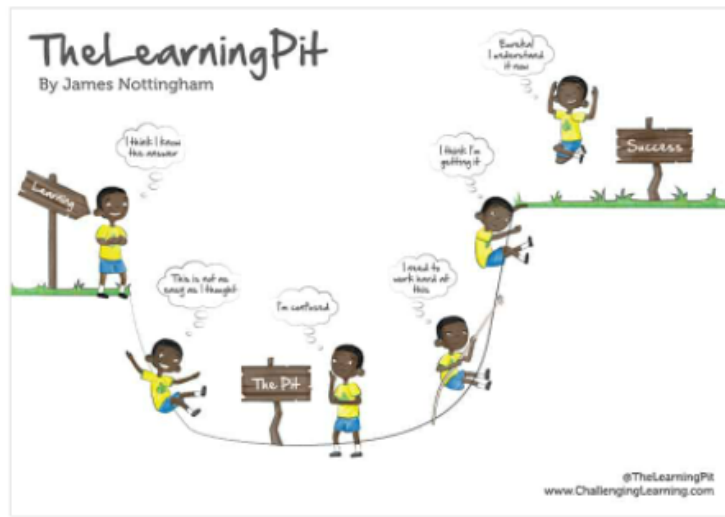 TheLearningPit
By James Nottingham
Eureka!
I understand
it now
I think I know
the answer
I think I'm
getting it
Success
Learning
This is not as
easy as I thought
I'm confused
I need to
work hard at
this
The Pit
@TheLearningPit
www.ChallengingLearning.com